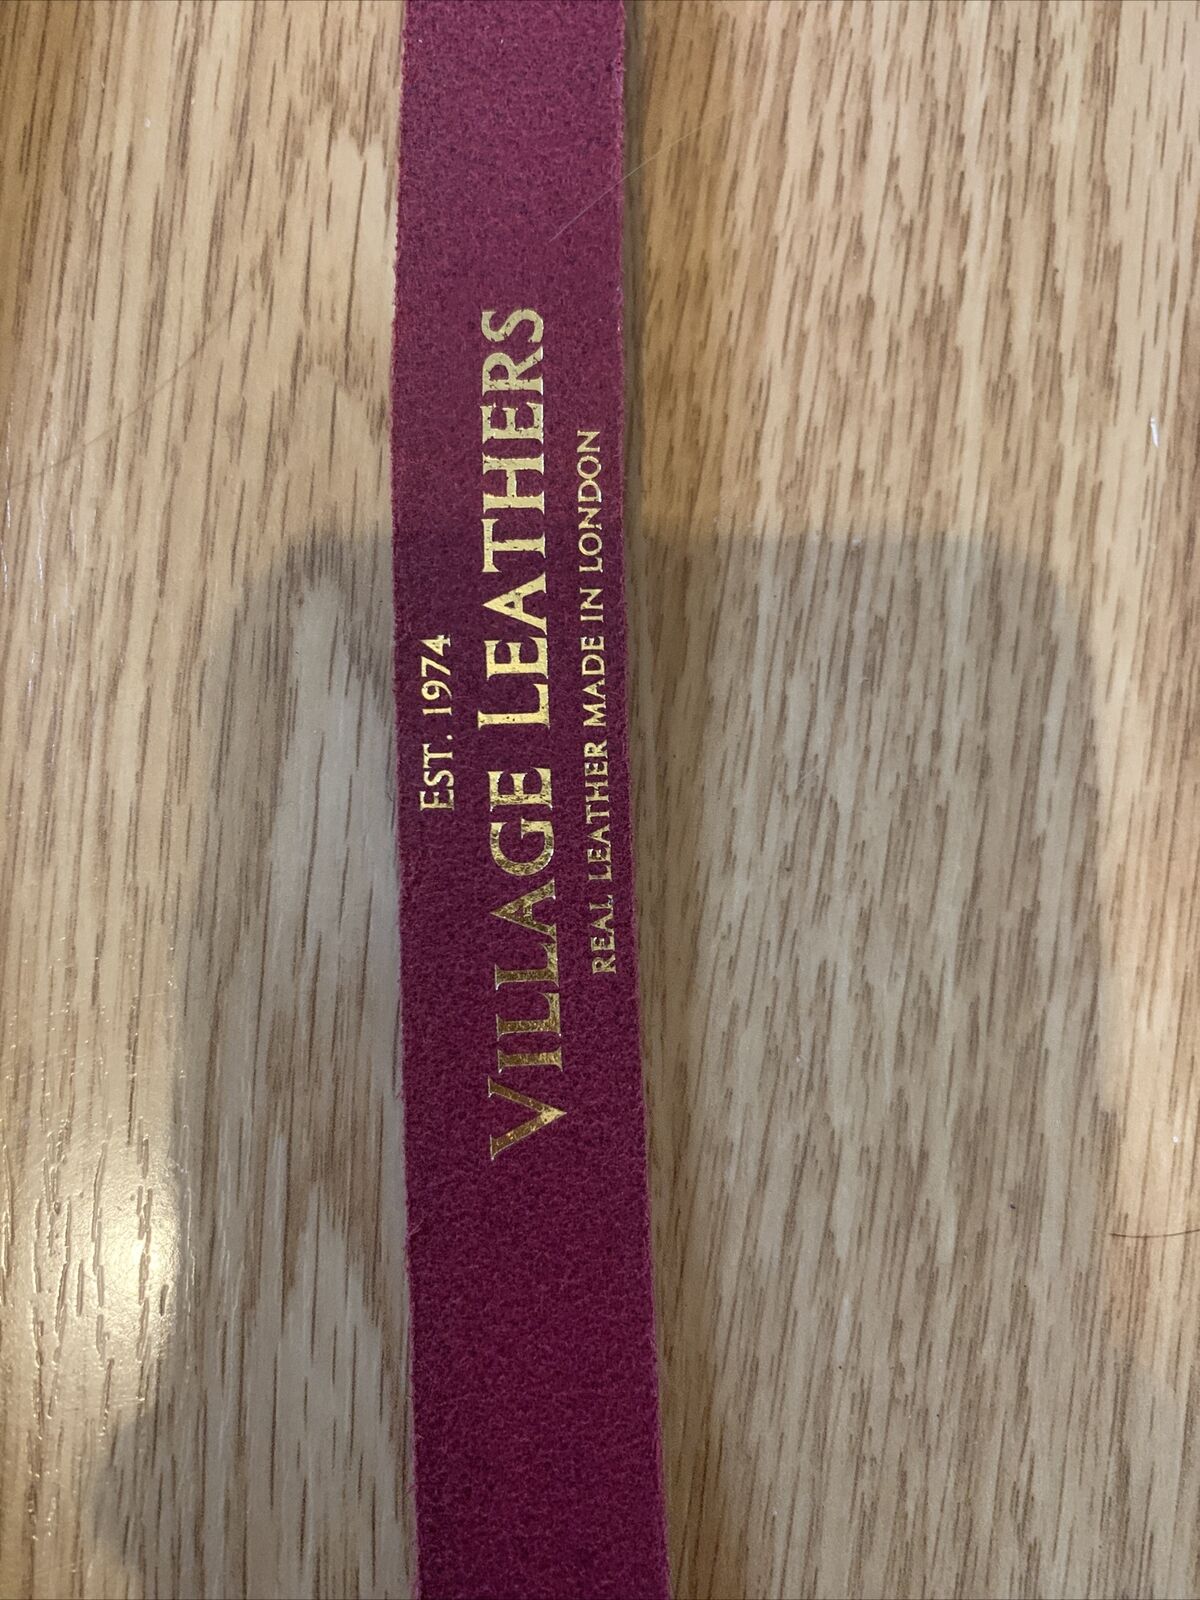 EST. 1974
VILLAGE LEATHERS
REAL LEATHER MADE IN LONDON